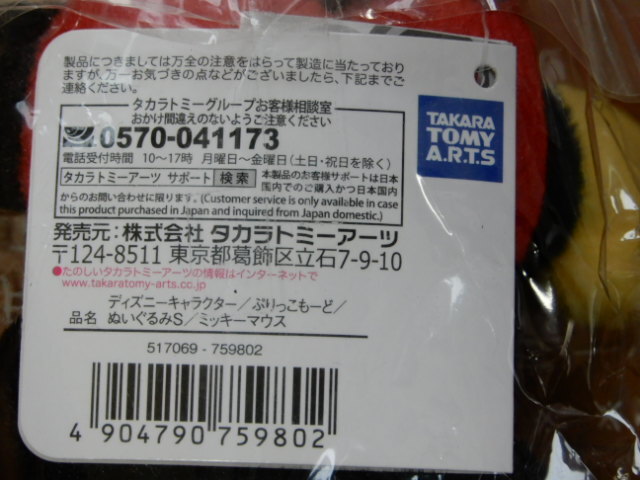 製品につきましては万全の注意をはらって製造に当たっており
ますが、万一お気づきの点などがございましたら、下記までご
連絡ください。
タカラトミーグループお客様相談室
おかけ間違えのないようご注意ください
0570-041173
電話受付時間 10〜17時 月曜日〜金曜日(土日・祝日を除く)
タカラトミーアーツ サポート 検索
本製品のお客様サポートは日本
国内でのご購入かつ日本国内
からのお問い合わせに限ります。(Customer service is only available in case
this product purchased in Japan and inquired from Japan domestic.)
TAKARA
TOMY
A.R.T.S
発売元:株式会社 タカラトミーアーツ
〒124-8511 東京都葛飾区立石7-9-10
●たのしいタカラトミーアーツの情報はインターネットで
www.takaratomy-arts.co.jp
品名 ディズニーキャラクター/ぷりっこもーど/
ぬいぐるみS/ミッキーマウス
517069 - 759802
4 904790 759802